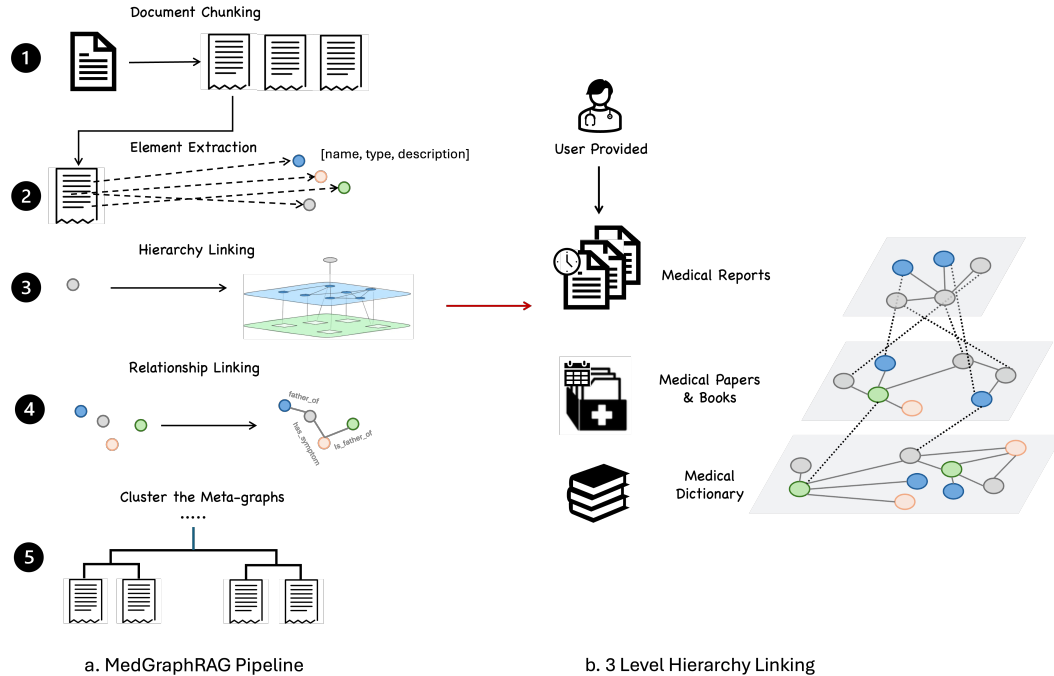 Document Chunking
1
Element Extraction
[name, type, description]
2
Hierarchy Linking
3
Relationship Linking
4
father_of
has_symptom
Is_father_of
Cluster the Meta-graphs
.....
5
a. MedGraphRAG Pipeline
User Provided
Medical Reports
Medical Papers
& Books
Medical
Dictionary
b. 3 Level Hierarchy Linking